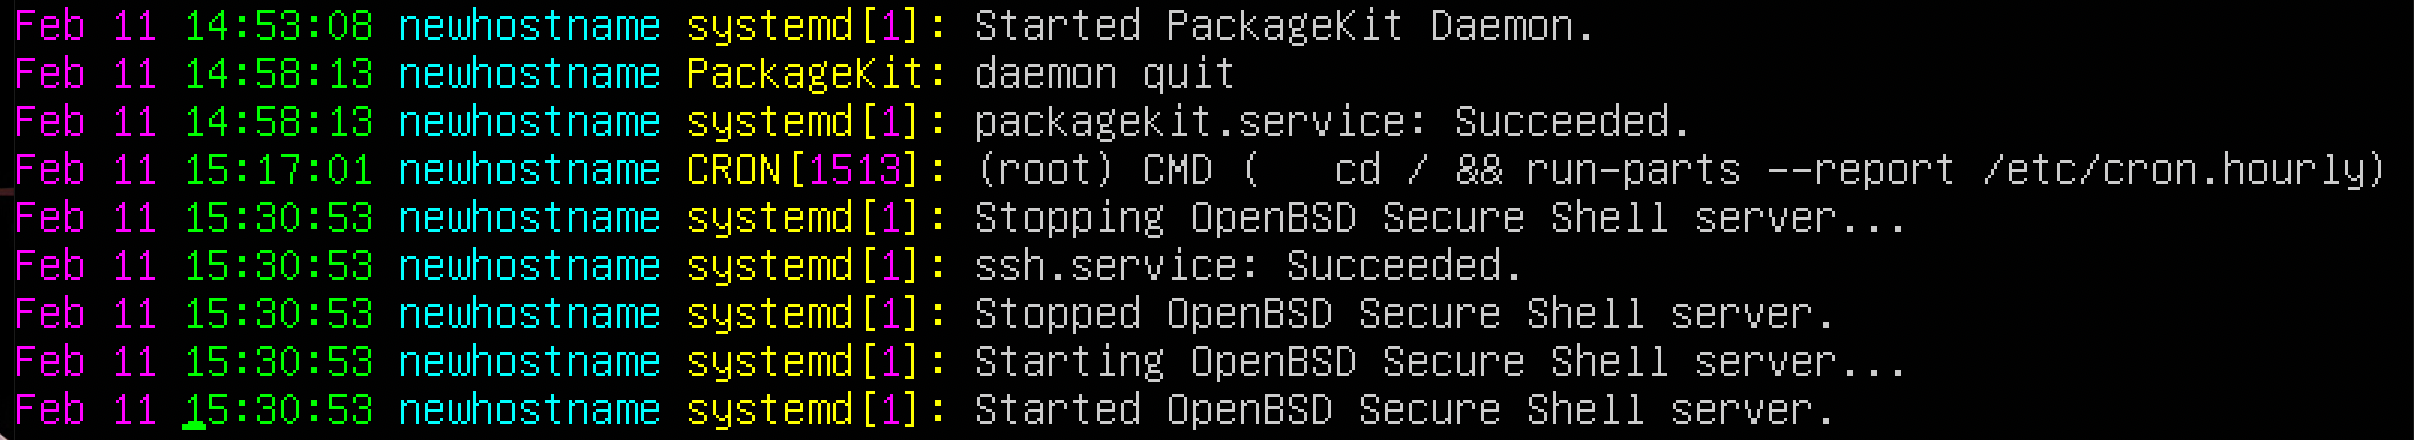 Feb 11 14:53:08 newhostname systemd[1]: Started PackageKit Daemon.
Feb 11 14:58:13 newhostname PackageKit: daemon quit
Feb 11 14:58:13 newhostname systemd[1]: packagekit.service: Succeeded.
Feb 11 15:17:01 newhostname CRON[1513]: (root) CMD (   cd / && run-parts --report /etc/cron.hourly)
Feb 11 15:30:53 newhostname systemd[1]: Stopping OpenBSD Secure Shell server...
Feb 11 15:30:53 newhostname systemd[1]: ssh.service: Succeeded.
Feb 11 15:30:53 newhostname systemd[1]: Stopped OpenBSD Secure Shell server.
Feb 11 15:30:53 newhostname systemd[1]: Starting OpenBSD Secure Shell server...
Feb 11 15:30:53 newhostname systemd[1]: Started OpenBSD Secure Shell server.